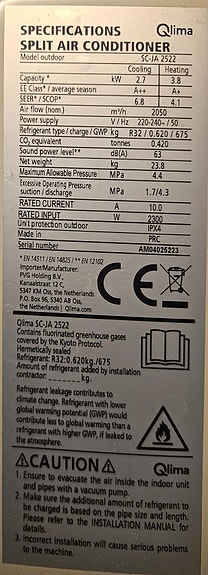 SPECIFICATIONS Qlima
SPLIT AIR CONDITIONER
Model outdoor SC-JA 2522
Cooling Heating
Capacity * kW 2.7 3.8
EE Class* / average season A++ A+
SEER* / SCOP* 6.8 4.1
Air flow (nom.) m³/h 2050
Power supply V / Hz 220-240~ / 50
Refrigerant type / charge / GWP kg R32 / 0.620 / 675
CO₂ equivalent tonnes 0.420
Sound power level** dB(A) 63
Net weight kg 23.8
Maximum Allowable Pressure MPa 4.4
Excessive Operating Pressure
suction / discharge MPa 1.7/4.3
RATED CURRENT A 10.0
RATED INPUT W 2300
Unit protection outdoor IPX4
Made in PRC
Serial number AM04025223
* EN 14511 / EN 14825 / ** EN 12102
Importer/Manufacturer:
PVG Holding B.V.,
Kanaalstraat 12 C,
5347 KM Oss, the Netherlands
P.O. Box 96, 5340 AB Oss,
the Netherlands | Qlima.com
CE
Qlima SC-JA 2522
Contains fluorinated greenhouse gases
covered by the Kyoto Protocol.
Hermetically sealed
Refrigerant: R32:0.620kg/675
Amount of refrigerant added by installation
contractor: _______kg.
Refrigerant leakage contributes to
climate change. Refrigerant with lower
global warming potential (GWP) would
contribute less to global warming than a
refrigerant with higher GWP, if leaked to
the atmosphere.
CAUTION Qlima
1. Ensure to evacuate the air inside the indoor unit
and pipes with a vacuum pump.
2. Make sure the additional amount of refrigerant to
be charged is based on the pipe size and length.
Please refer to the INSTALLATION MANUAL for
details.
3. Incorrect installation will cause serious problems
to the machine.